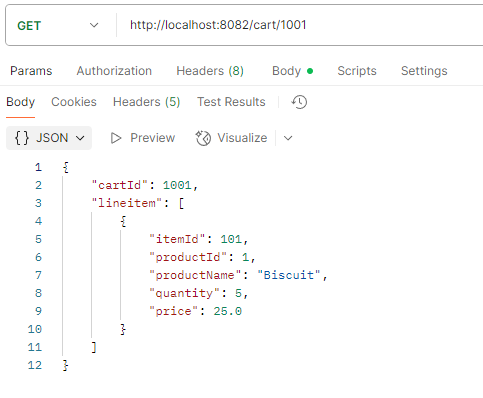 GET http://localhost:8082/cart/1001
Params Authorization Headers (8) Body Scripts Settings
Body Cookies Headers (5) Test Results
{} JSON Preview Visualize
1 {
2 "cartId": 1001,
3 "lineitem": [
4 {
5 "itemId": 101,
6 "productId": 1,
7 "productName": "Biscuit",
8 "quantity": 5,
9 "price": 25.0
10 }
11 ]
12 }